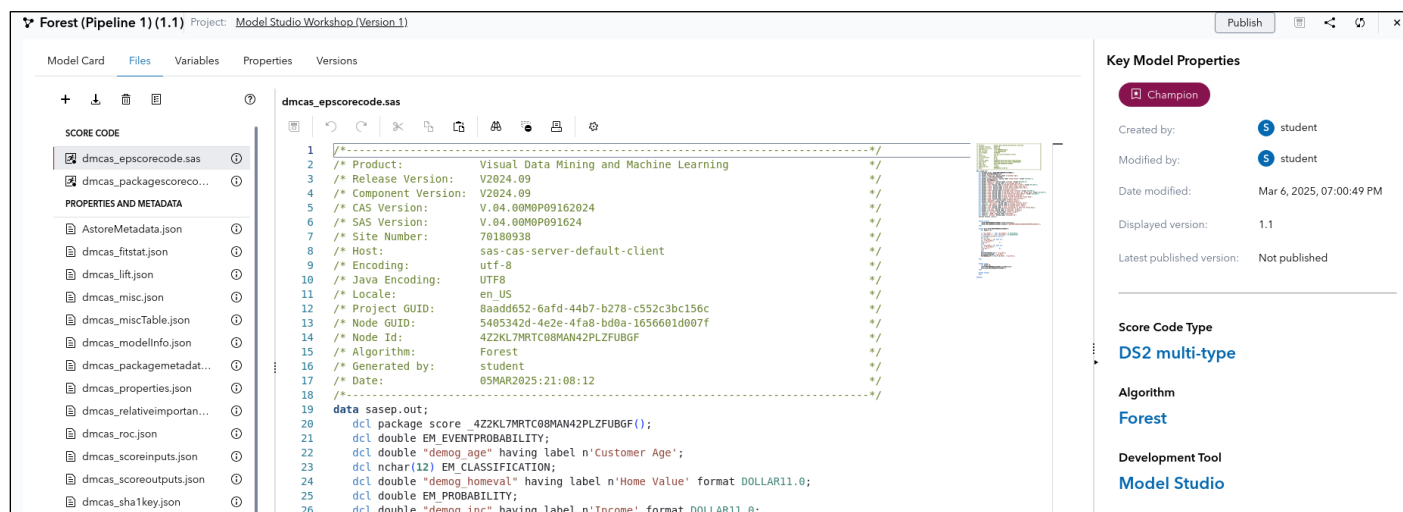 Forest (Pipeline 1) (1.1) Project: Model Studio Workshop (Version 1)
Publish
Model Card Files Variables Properties Versions
SCORE CODE
dmcas_epscorecode.sas
dmcas_packagescoreco...
PROPERTIES AND METADATA
AstoreMetadata.json
dmcas_fitstat.json
dmcas_lift.json
dmcas_misc.json
dmcas_miscTable.json
dmcas_modelInfo.json
dmcas_packagemetadat...
dmcas_properties.json
dmcas_relativeimportan...
dmcas_roc.json
dmcas_scoreinputs.json
dmcas_scoreoutputs.json
dmcas_sha1key.json
dmcas_epscorecode.sas
1 /*--------------------------------------------------------------------------------*/
2 /* Product: Visual Data Mining and Machine Learning */
3 /* Release Version: V2024.09 */
4 /* Component Version: V2024.09 */
5 /* CAS Version: V.04.00M0P09162024 */
6 /* SAS Version: V.04.00M0P091624 */
7 /* Site Number: 70180938 */
8 /* Host: sas-cas-server-default-client */
9 /* Encoding: utf-8 */
10 /* Java Encoding: UTF8 */
11 /* Locale: en_US */
12 /* Project GUID: 8aadd652-6afd-44b7-b278-c552c3bc156c */
13 /* Node GUID: 5405342d-4e2e-4fa8-bd0a-1656601d007f */
14 /* Node Id: 4Z2KL7MRTC08MAN42PLZFUBGF */
15 /* Algorithm: Forest */
16 /* Generated by: student */
17 /* Date: 05MAR2025:21:08:12 */
18 /*--------------------------------------------------------------------------------*/
19 data sasep.out;
20 dcl package score _4Z2KL7MRTC08MAN42PLZFUBGF();
21 dcl double EM_EVENTPROBABILITY;
22 dcl double "demog_age" having label n'Customer Age';
23 dcl nchar(12) EM_CLASSIFICATION;
24 dcl double "demog_homeval" having label n'Home Value' format DOLLAR11.0;
25 dcl double EM_PROBABILITY;
26 dcl double "demog_inc" having label n'Income' format DOLLAR11.0;
Key Model Properties
Champion
Created by: S student
Modified by: S student
Date modified: Mar 6, 2025, 07:00:49 PM
Displayed version: 1.1
Latest published version: Not published
Score Code Type
DS2 multi-type
Algorithm
Forest
Development Tool
Model Studio